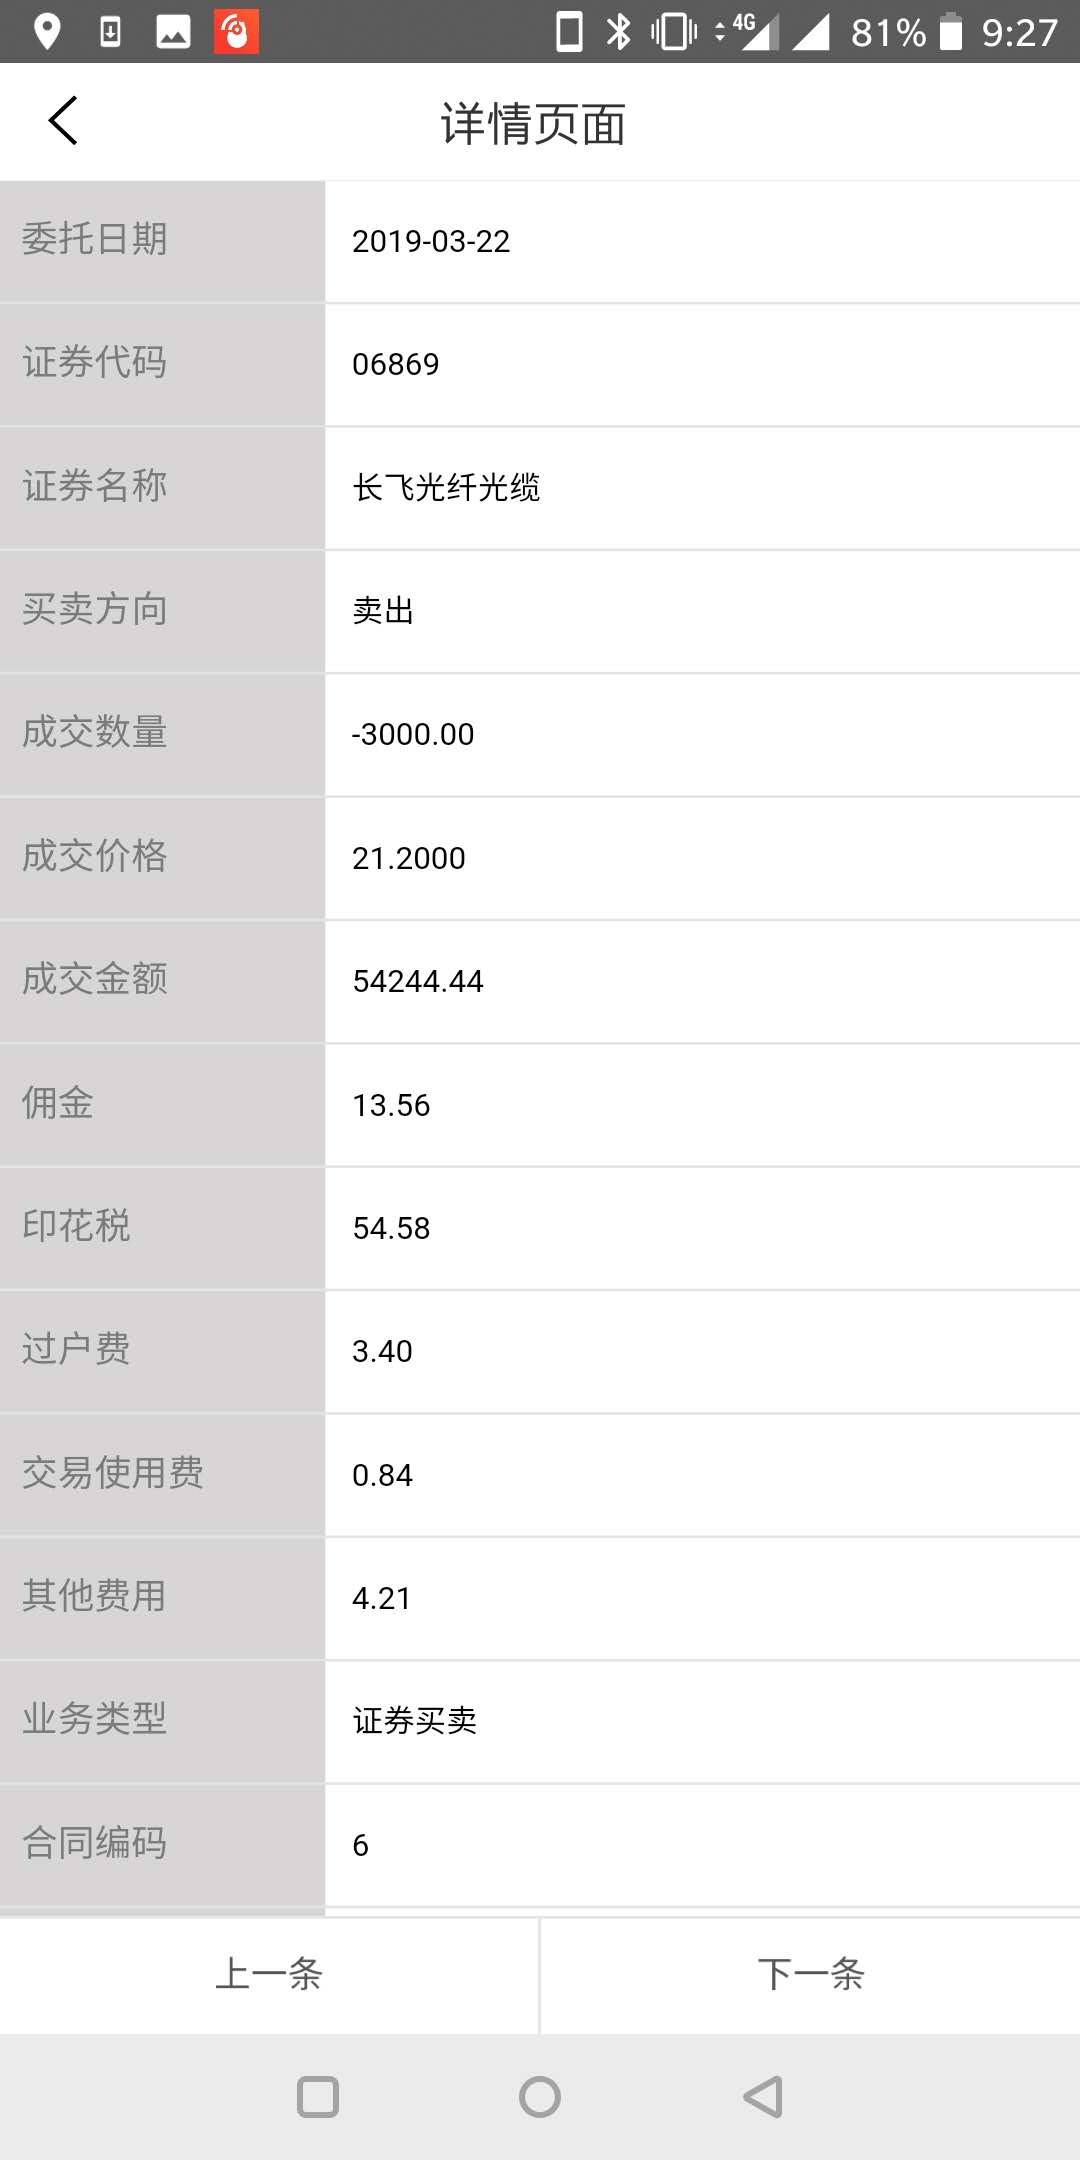 4G 81% 9:27
详情页面
委托日期 2019-03-22
证券代码 06869
证券名称 长飞光纤光缆
买卖方向 卖出
成交数量 -3000.00
成交价格 21.2000
成交金额 54244.44
佣金 13.56
印花税 54.58
过户费 3.40
交易使用费 0.84
其他费用 4.21
业务类型 证券买卖
合同编码 6
上一条 下一条